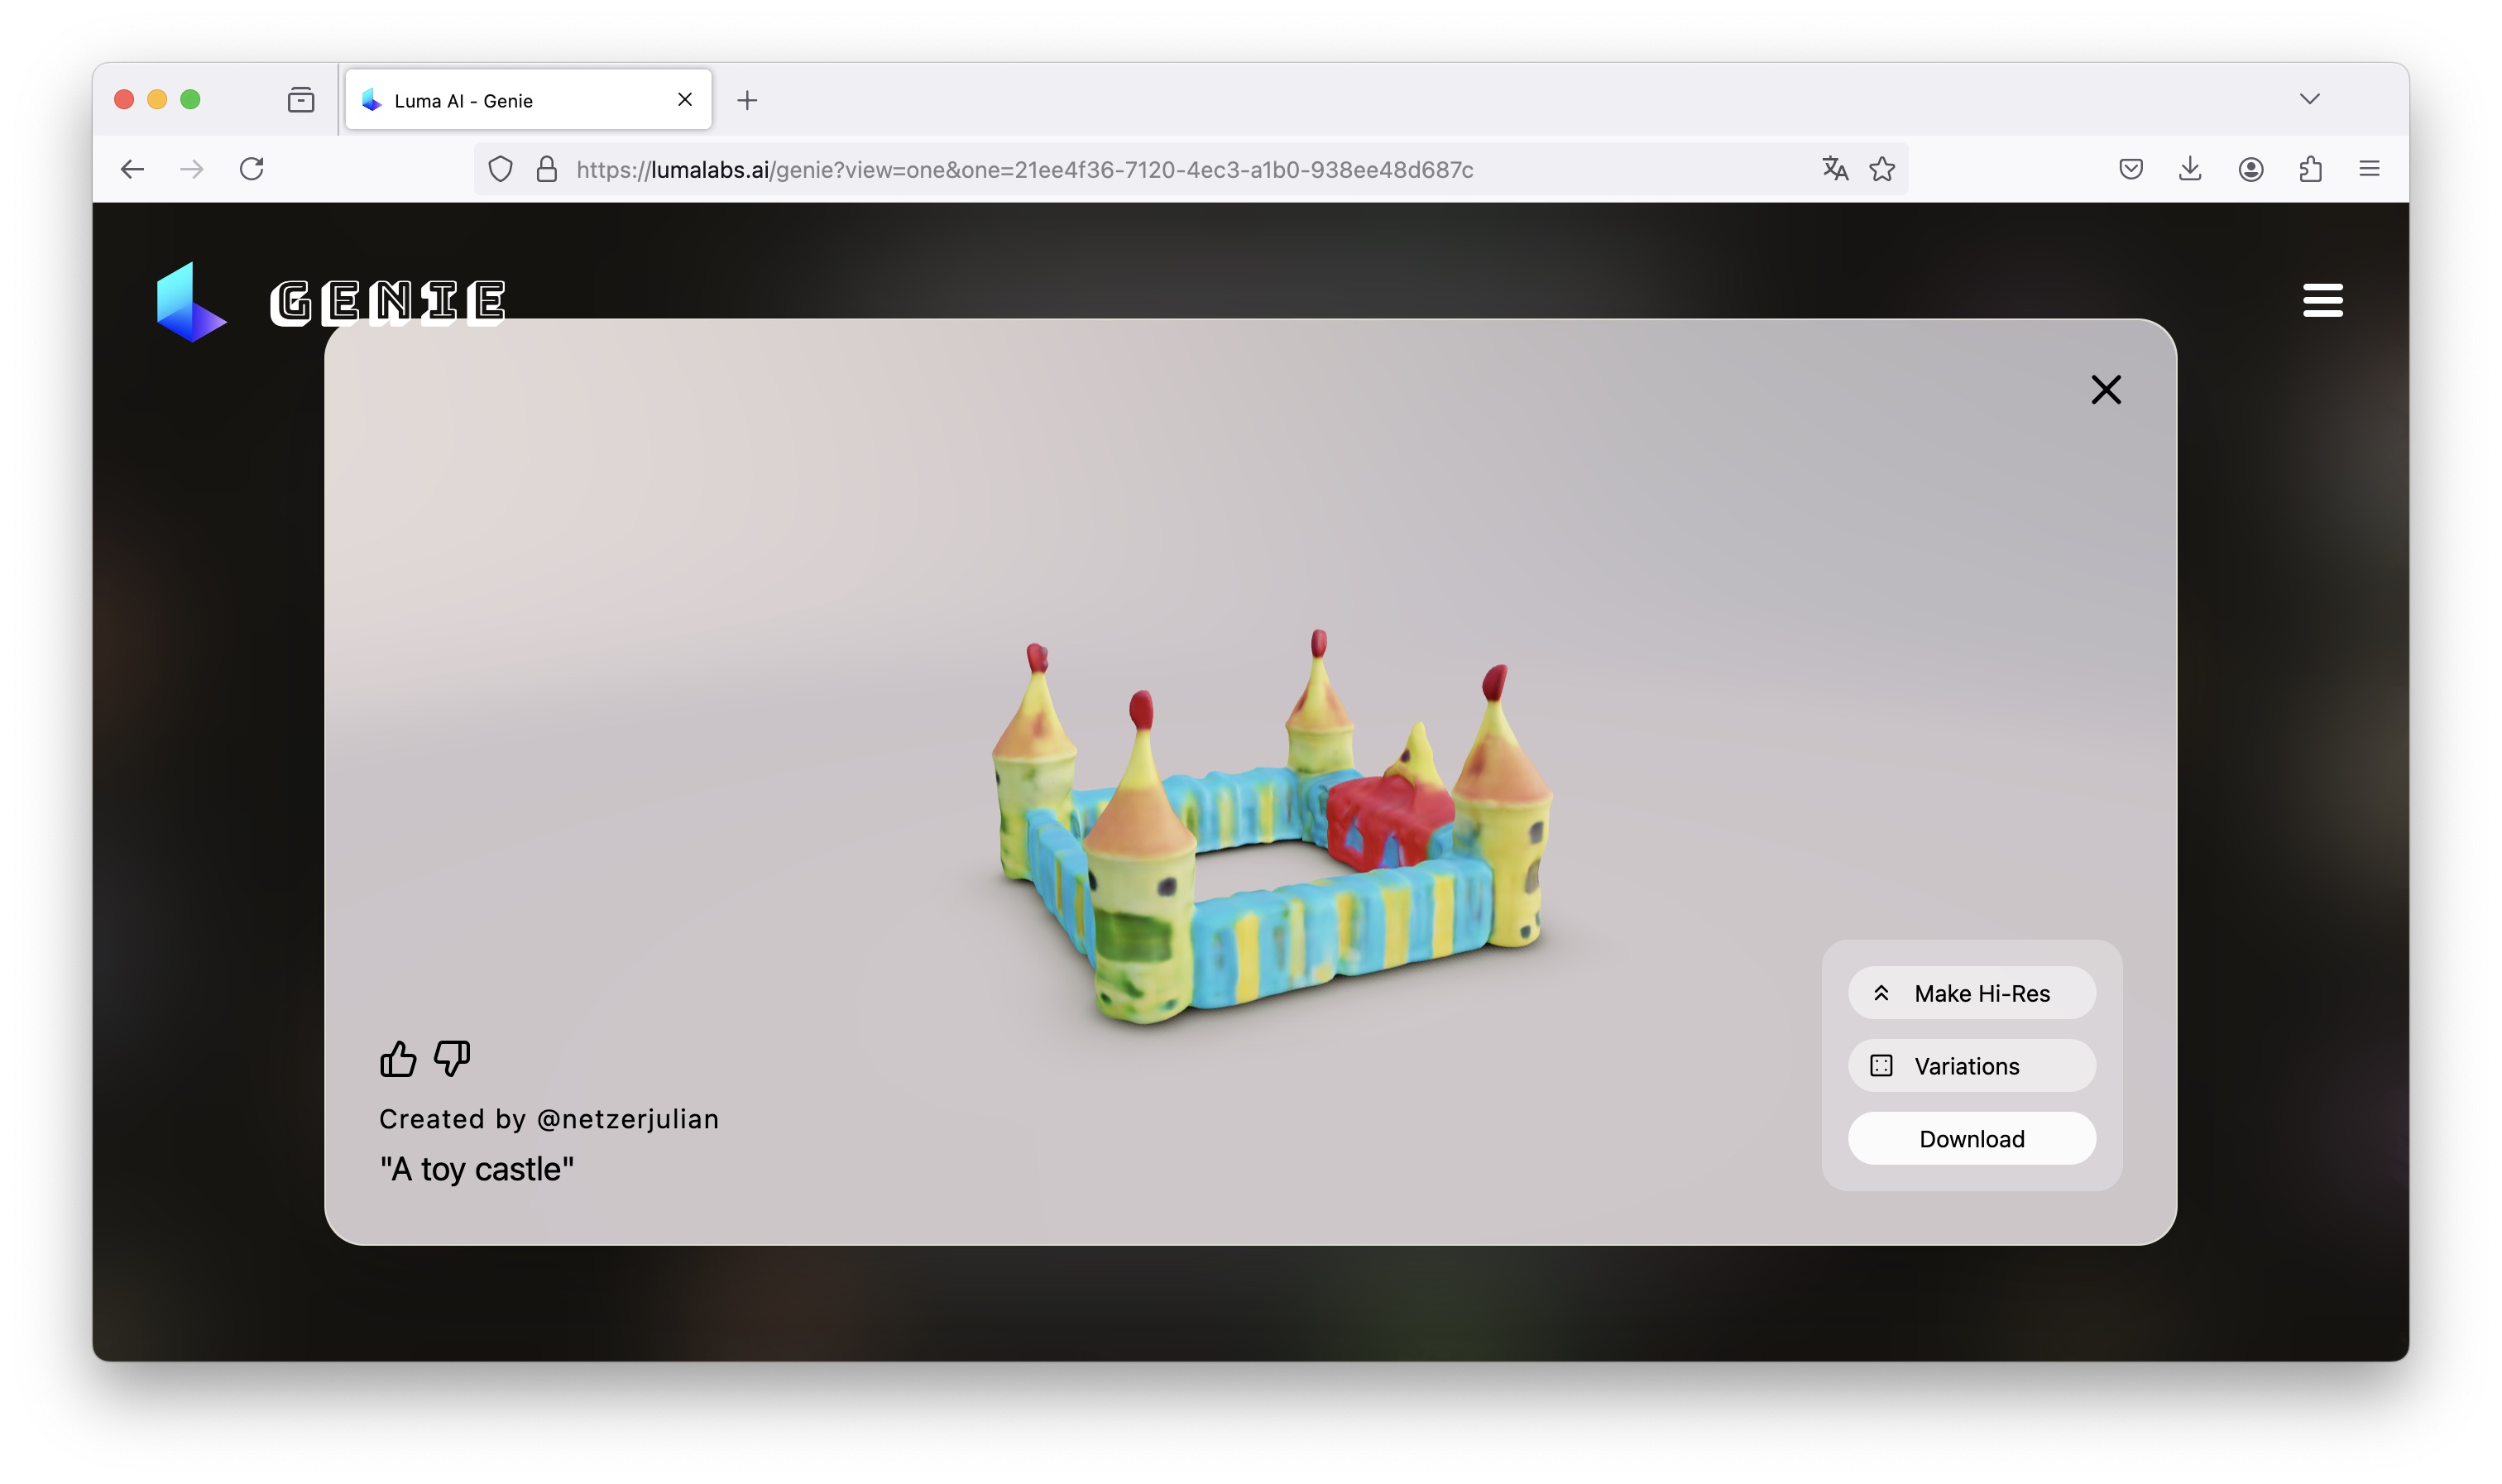 Luma AI - Genie
https://lumalabs.ai/genie?view=one&one=21ee4f36-7120-4ec3-a1b0-938ee48d687c
GENIE
Make Hi-Res
Variations
Download
Created by @netzerjulian
"A toy castle"